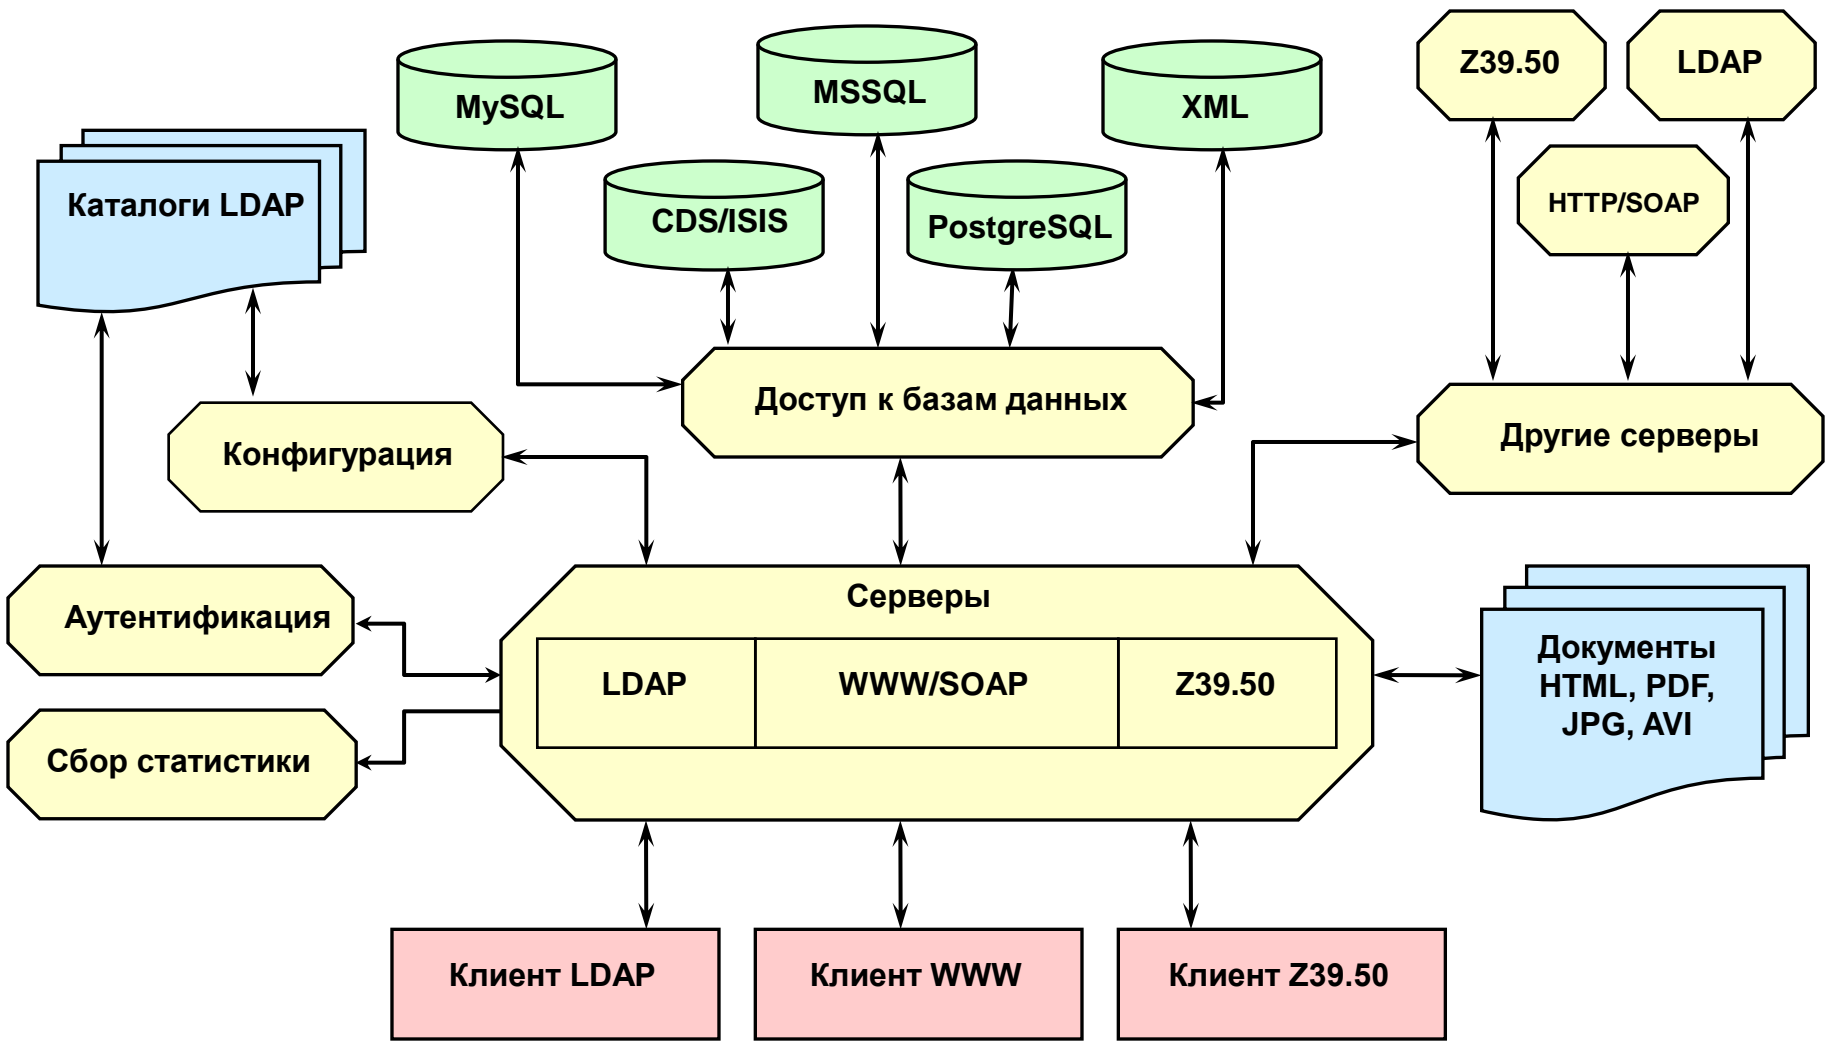 Z39.50
LDAP
MSSQL
MySQL
XML
Каталоги LDAP
CDS/ISIS
PostgreSQL
HTTP/SOAP
Доступ к базам данных
Другие серверы
Конфигурация
Серверы
Аутентификация
LDAP
WWW/SOAP
Z39.50
Документы
HTML, PDF,
JPG, AVI
Сбор статистики
Клиент LDAP
Клиент WWW
Клиент Z39.50